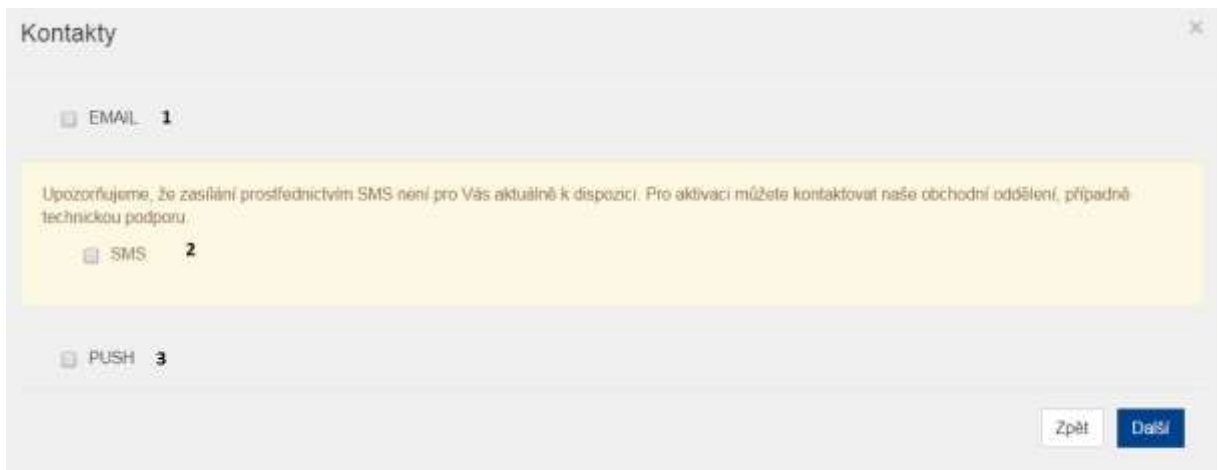 Kontakty
×
EMAIL 1
Upozorňujeme, že zasílání prostřednictvím SMS není pro Vás aktuálně k dispozici. Pro aktivaci můžete kontaktovat naše obchodní oddělení, případně
technickou podporu.
SMS 2
PUSH 3
Zpět Další